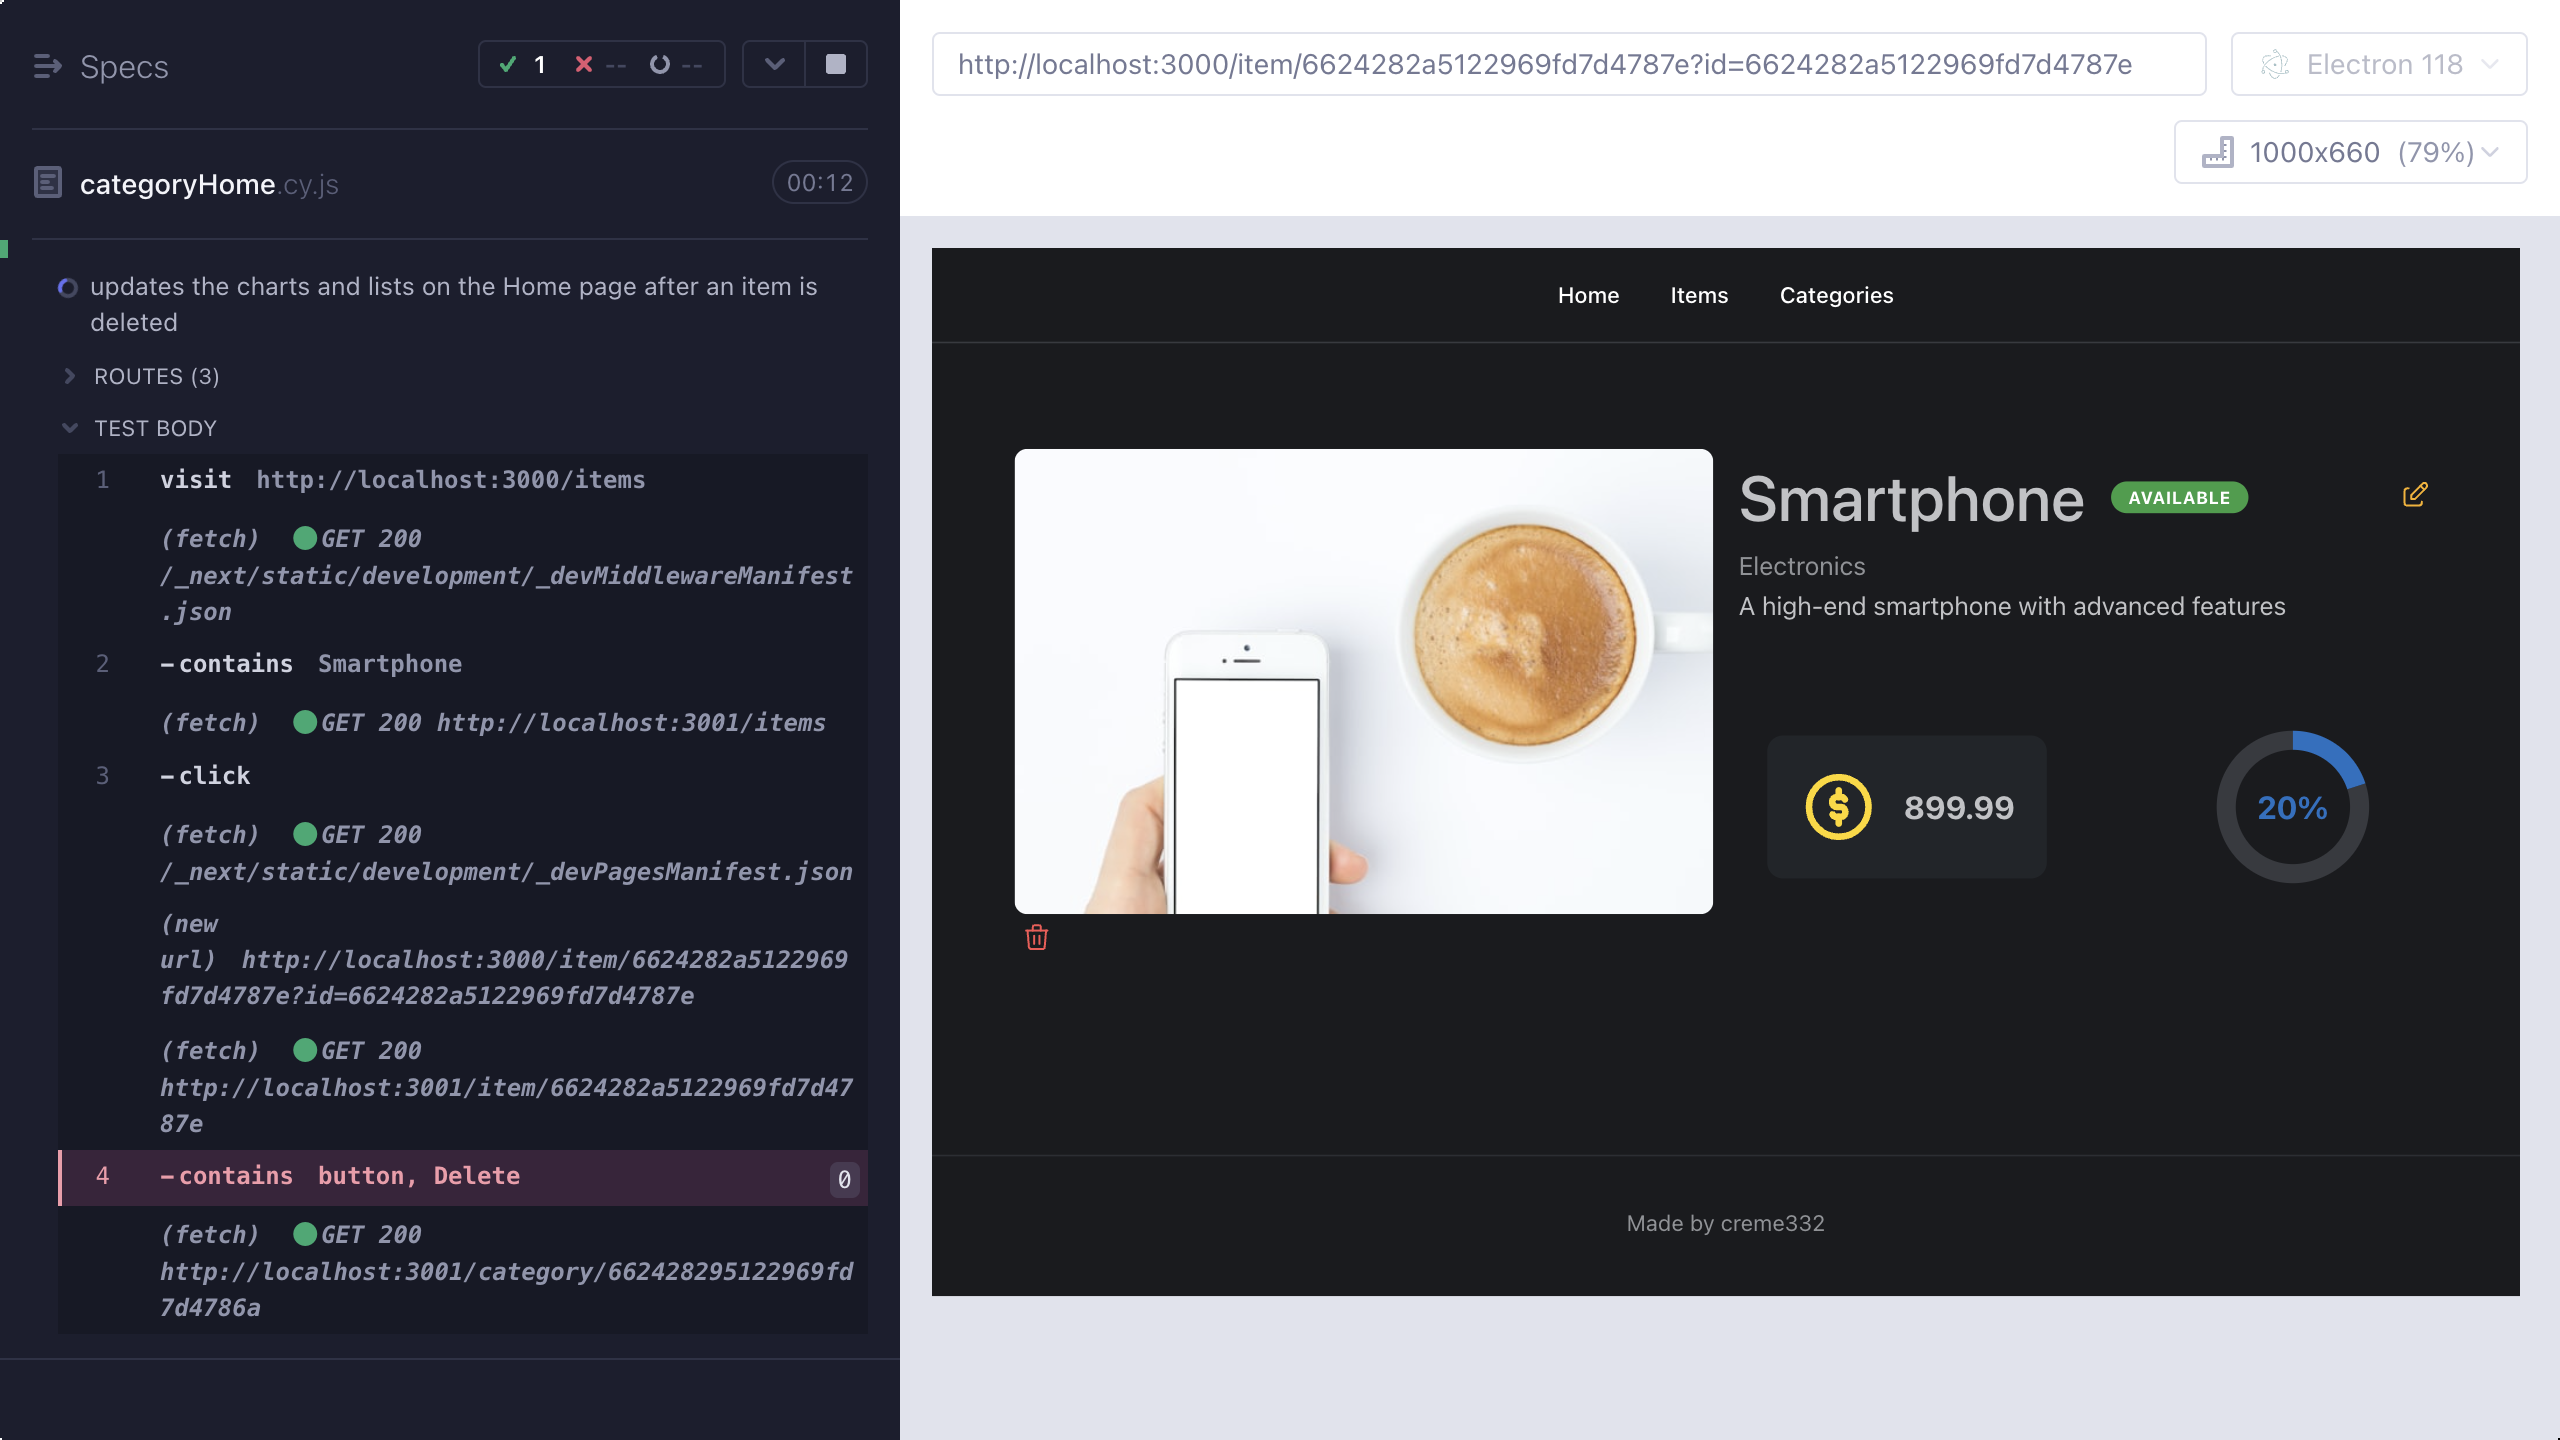 Specs
1 -- --
categoryHome.cy.js
00:12
updates the charts and lists on the Home page after an item is
deleted
ROUTES (3)
TEST BODY
1 visit http://localhost:3000/items
(fetch) GET 200
/_next/static/development/_devMiddlewareManifest
.json
2 -contains Smartphone
(fetch) GET 200 http://localhost:3001/items
3 -click
(fetch) GET 200
/_next/static/development/_devPagesManifest.json
(new
url) http://localhost:3000/item/6624282a5122969
fd7d4787e?id=6624282a5122969fd7d4787e
(fetch) GET 200
http://localhost:3001/item/6624282a5122969fd7d47
87e
4 -contains button, Delete 0
(fetch) GET 200
http://localhost:3001/category/662428295122969fd
7d4786a
http://localhost:3000/item/6624282a5122969fd7d4787e?id=6624282a5122969fd7d4787e
Electron 118
1000x660 (79%)
Home Items Categories
Smartphone AVAILABLE
Electronics
A high-end smartphone with advanced features
$ 899.99
20%
Made by creme332